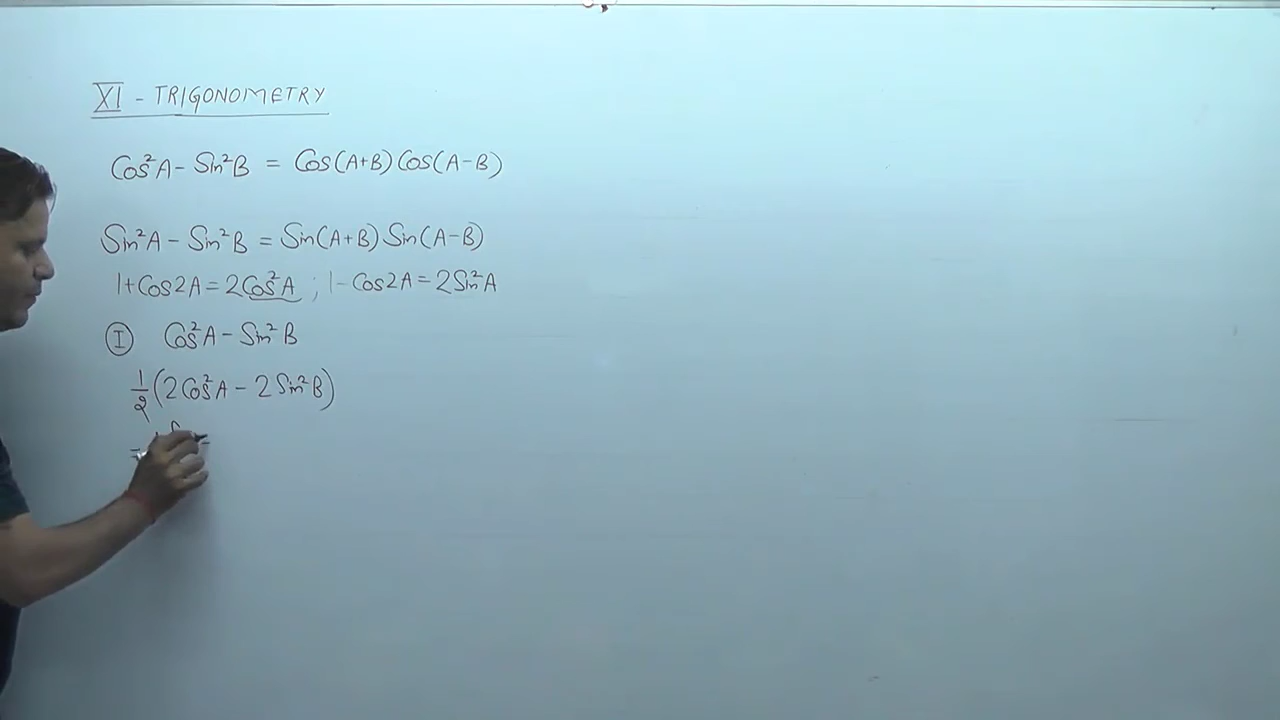 XI - TRIGONOMETRY
Cos²A - Sin²B = Cos(A+B) Cos(A-B)
Sin²A - Sin²B = Sin(A+B) Sin(A-B)
1+Cos2A = 2Cos²A ; 1-Cos2A = 2Sin²A
I Cos²A - Sin²B
1/2 (2Cos²A - 2Sin²B)
=